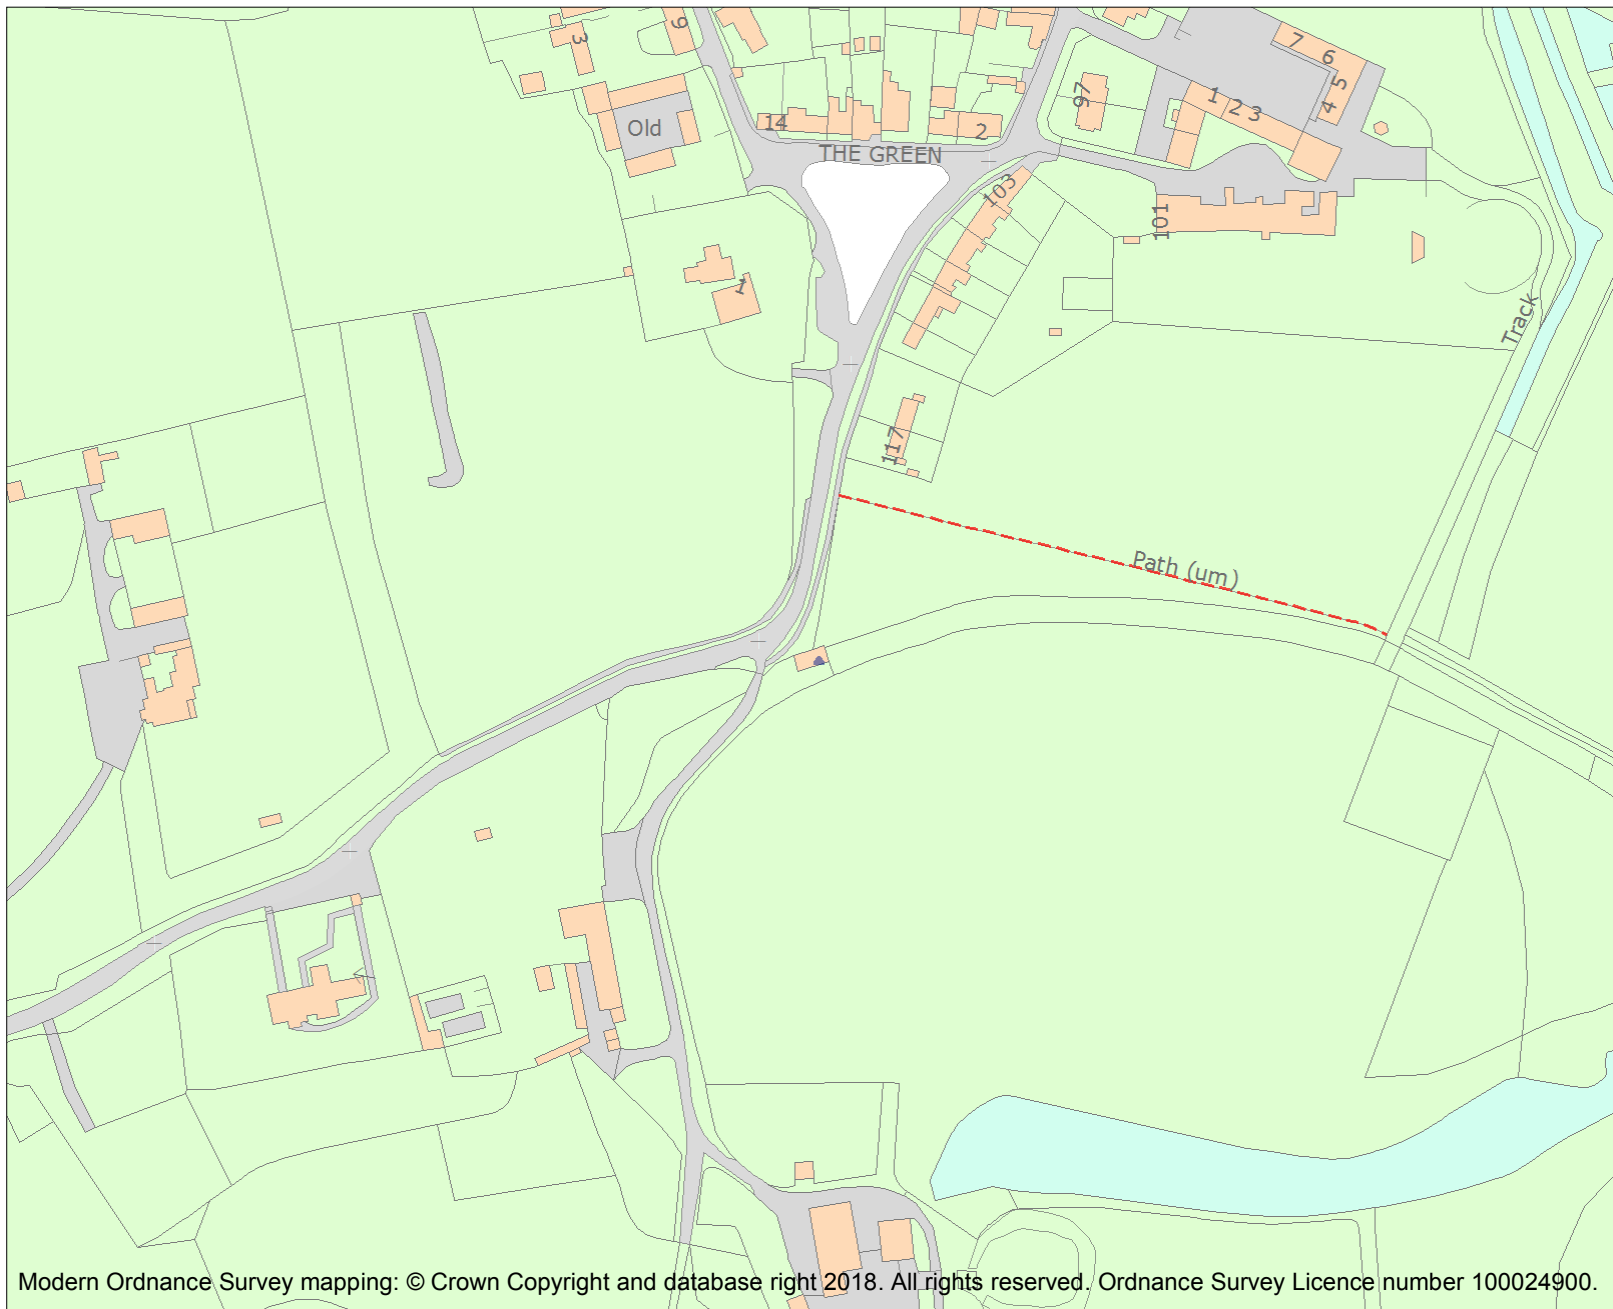 3
6
7
6
5
4
97
1 2 3
Old
14
2
THE GREEN
103
101
1
Track
117
Path (um)
Modern Ordnance Survey mapping: © Crown Copyright and database right 2018. All rights reserved. Ordnance Survey Licence number 100024900.